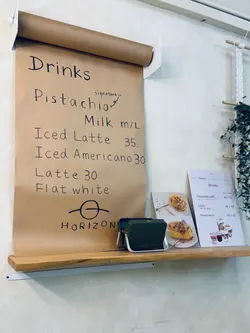 Drinks
signature
Pistachio
Milk m/L
Iced Latte 35
Iced Americano 30
Latte 30
Flat white
HORIZON